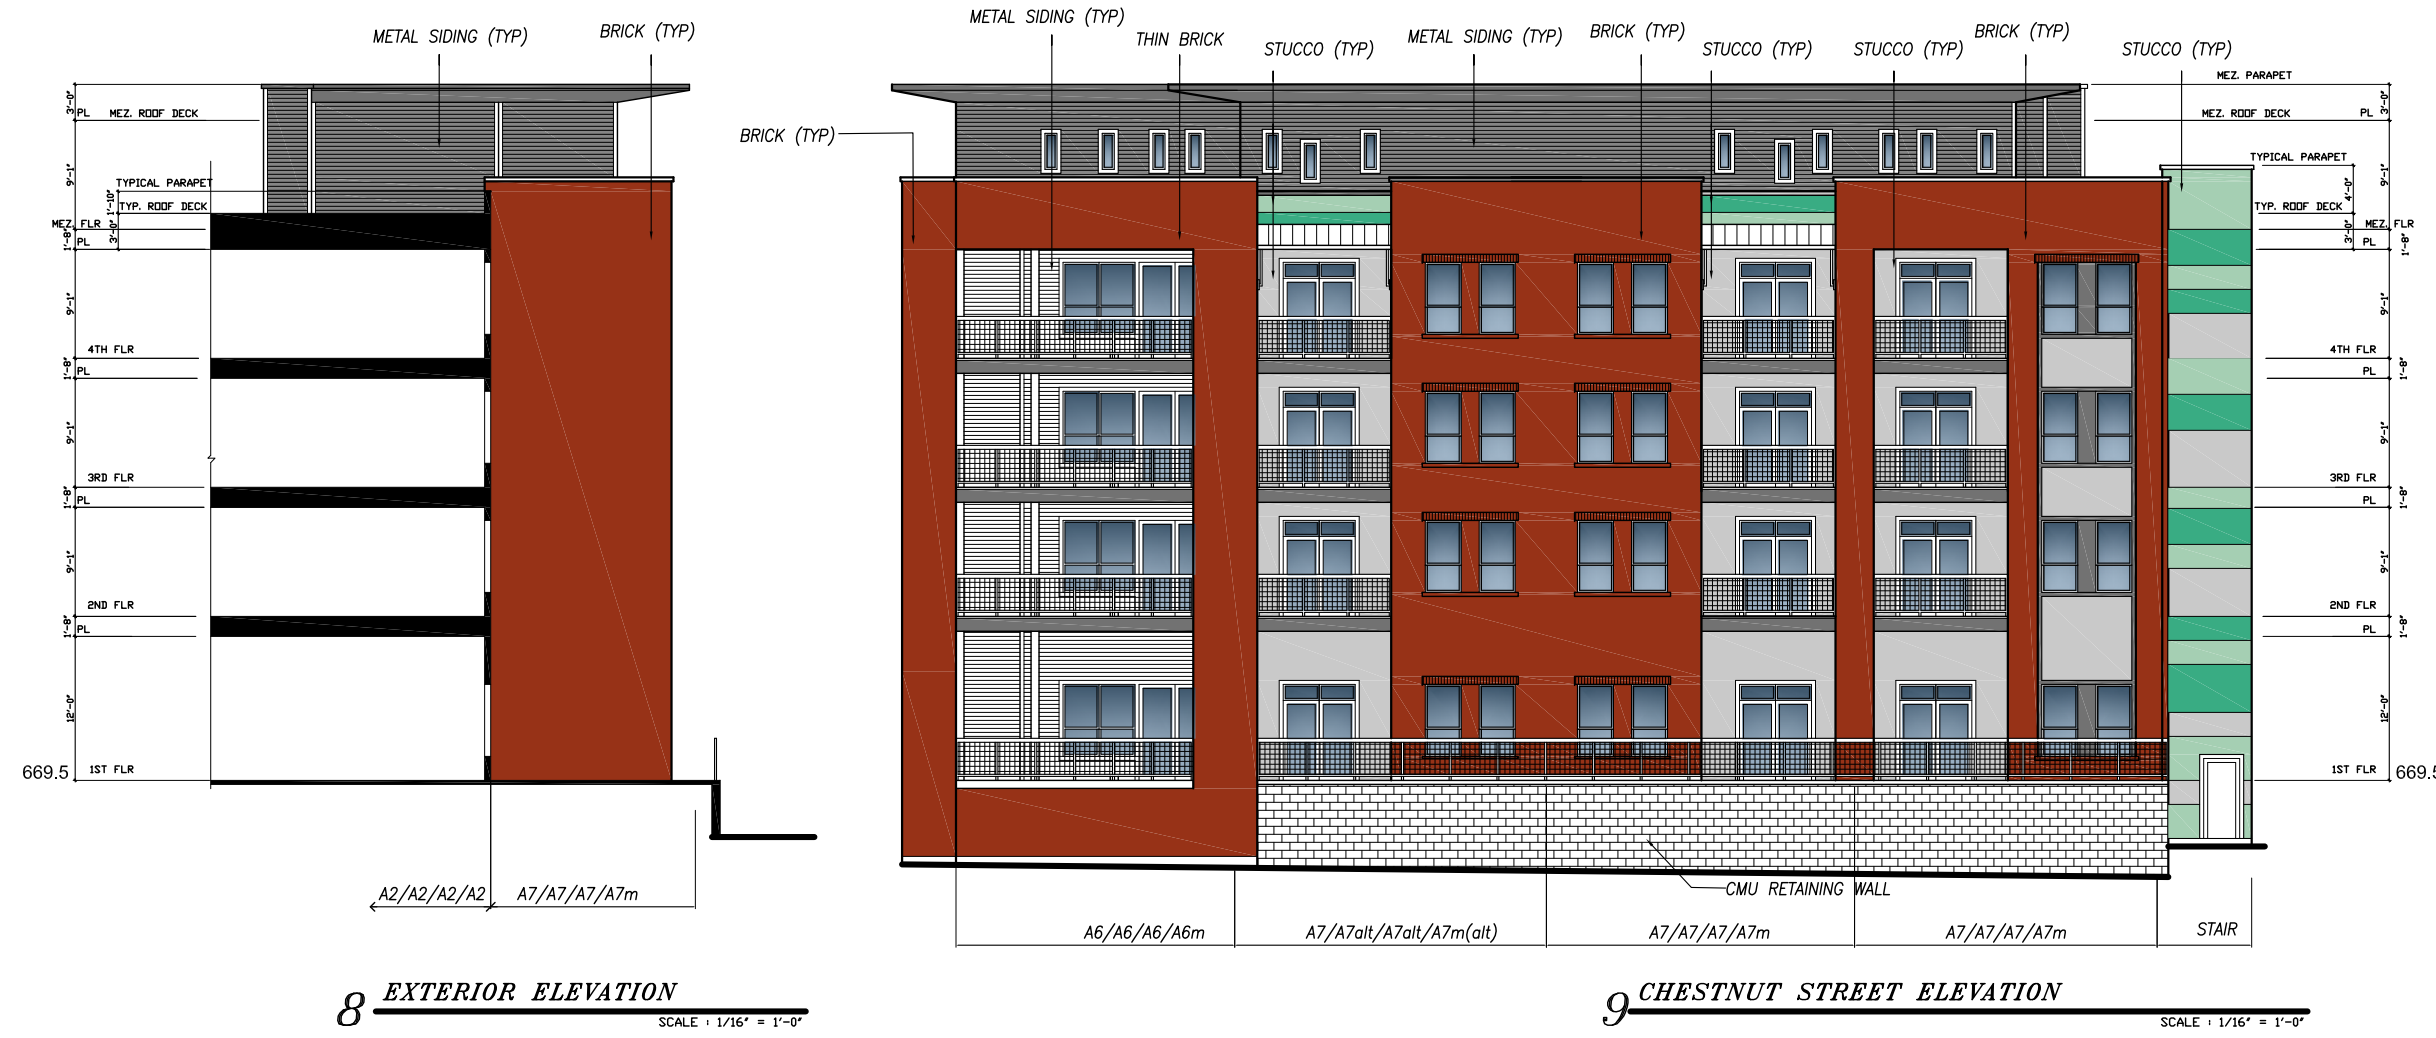 METAL SIDING (TYP)
BRICK (TYP)
3'-0"
PL
MEZ. ROOF DECK
9'-1"
TYPICAL PARAPET
1'-10"
TYP. ROOF DECK
MEZ. FLR
3'-0"
1'-8"
PL
9'-1"
4TH FLR
1'-8"
PL
9'-1"
3RD FLR
1'-8"
PL
9'-1"
2ND FLR
1'-8"
PL
12'-0"
669.5
1ST FLR
A2/A2/A2/A2
A7/A7/A7/A7m
8
EXTERIOR ELEVATION
SCALE : 1/16" = 1'-0"
METAL SIDING (TYP)
THIN BRICK
STUCCO (TYP)
METAL SIDING (TYP)
BRICK (TYP)
STUCCO (TYP)
STUCCO (TYP)
BRICK (TYP)
STUCCO (TYP)
BRICK (TYP)
MEZ. PARAPET
3'-0"
MEZ. ROOF DECK
PL
TYPICAL PARAPET
9'-1"
4'-0"
TYP. ROOF DECK
MEZ. FLR
3'-0"
PL
1'-8"
9'-1"
4TH FLR
PL
1'-8"
9'-1"
3RD FLR
PL
1'-8"
9'-1"
2ND FLR
PL
1'-8"
12'-0"
1ST FLR
669.5
CMU RETAINING WALL
A6/A6/A6/A6m
A7/A7alt/A7alt/A7m(alt)
A7/A7/A7/A7m
A7/A7/A7/A7m
STAIR
9
CHESTNUT STREET ELEVATION
SCALE : 1/16" = 1'-0"